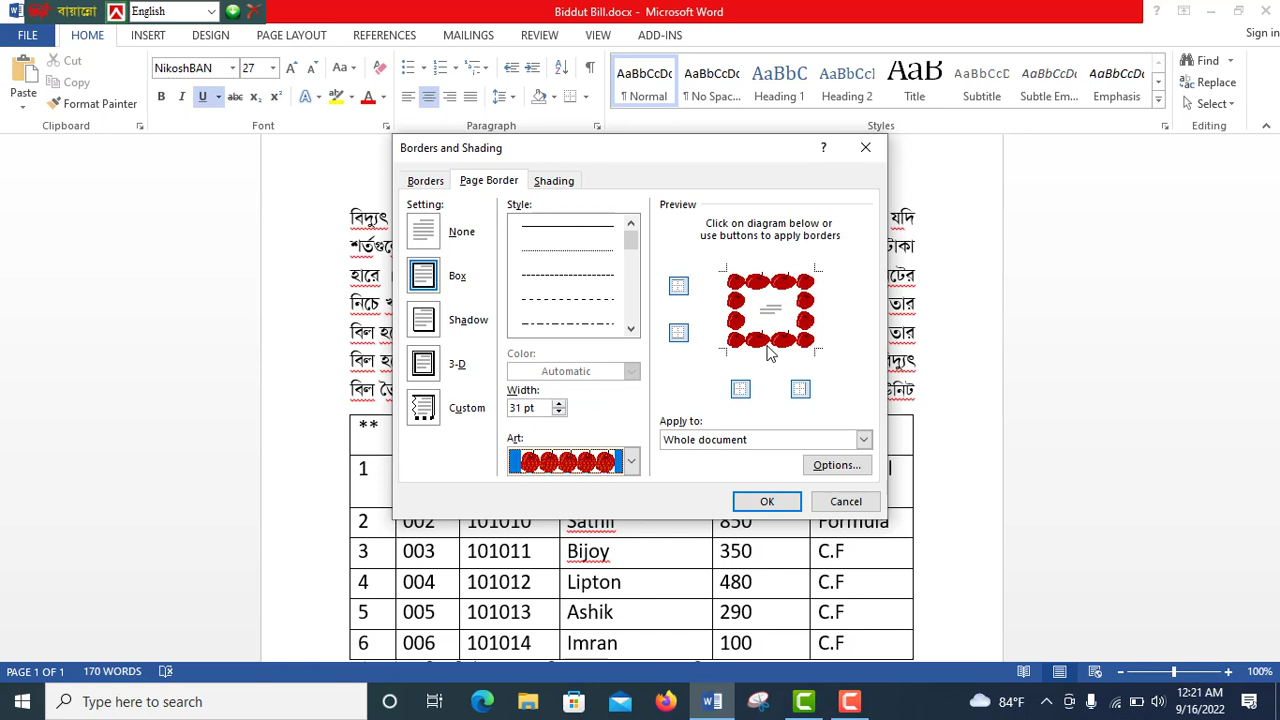 বায়ান্নো
English
Biddut Bill.docx - Microsoft Word
?
FILE
HOME
INSERT
DESIGN
PAGE LAYOUT
REFERENCES
MAILINGS
REVIEW
VIEW
ADD-INS
Sign in
Paste
Cut
Copy
Format Painter
Clipboard
NikoshBAN
27
Aa
B I U abc x₂ x² A A
Font
Paragraph
AaBbCcDc AaBbCcDc AaBbC AaBbCc AaB AaBbCcD AaBbCcDc AaBbCcDc
¶ Normal ¶ No Spac... Heading 1 Heading 2 Title Subtitle Subtle Em... Emphasis
Styles
Find
Replace
Select
Editing
Borders and Shading
?
Borders
Page Border
Shading
Setting:
None
Box
Shadow
3-D
Custom
Style:
Color:
Automatic
Width:
31 pt
Art:
Preview
Click on diagram below or
use buttons to apply borders
Apply to:
Whole document
Options...
OK
Cancel
বিদ্যুৎ যদি
হারে
নিচে
বিল
বিল
**
1
2 002 101010 Sathil 850 Formula
3 003 101011 Bijoy 350 C.F
4 004 101012 Lipton 480 C.F
5 005 101013 Ashik 290 C.F
6 006 101014 Imran 100 C.F
PAGE 1 OF 1
170 WORDS
100%
Type here to search
84°F
12:21 AM
9/16/2022